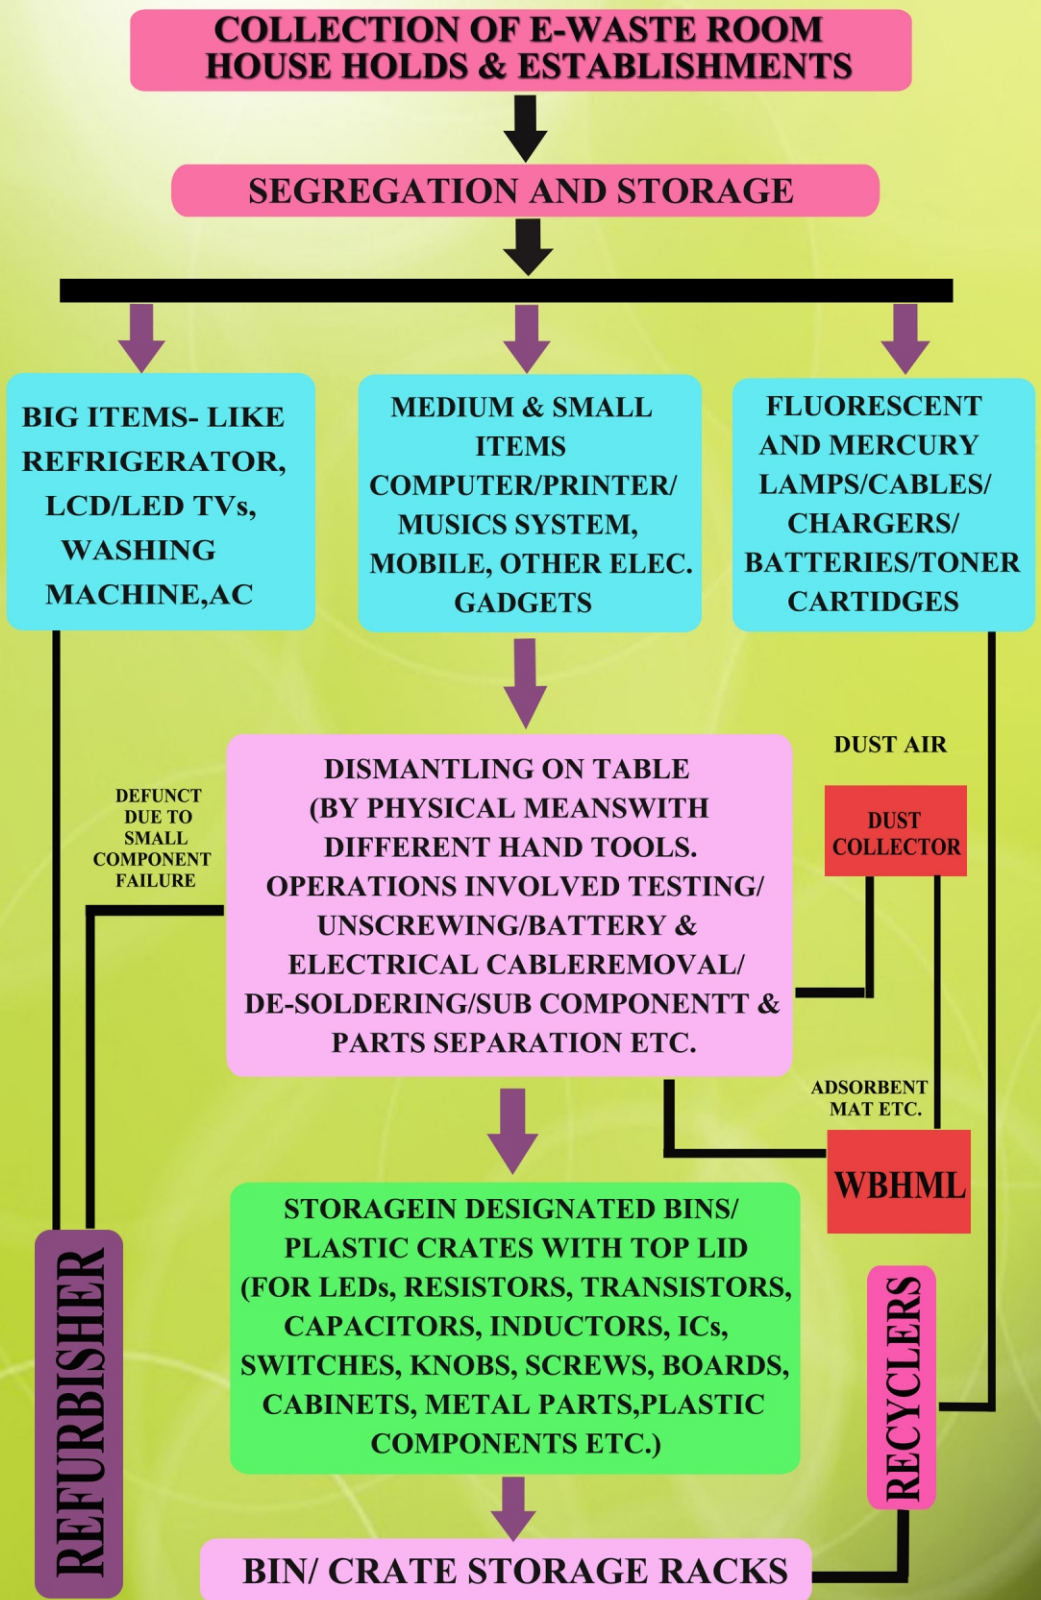 COLLECTION OF E-WASTE ROOM
HOUSE HOLDS & ESTABLISHMENTS
SEGREGATION AND STORAGE
BIG ITEMS- LIKE
REFRIGERATOR,
LCD/LED TVs,
WASHING
MACHINE,AC
MEDIUM & SMALL
ITEMS
COMPUTER/PRINTER/
MUSICS SYSTEM,
MOBILE, OTHER ELEC.
GADGETS
FLUORESCENT
AND MERCURY
LAMPS/CABLES/
CHARGERS/
BATTERIES/TONER
CARTIDGES
DEFUNCT
DUE TO
SMALL
COMPONENT
FAILURE
DISMANTLING ON TABLE
(BY PHYSICAL MEANSWITH
DIFFERENT HAND TOOLS.
OPERATIONS INVOLVED TESTING/
UNSCREWING/BATTERY &
ELECTRICAL CABLEREMOVAL/
DE-SOLDERING/SUB COMPONENTT &
PARTS SEPARATION ETC.
DUST AIR
DUST
COLLECTOR
ADSORBENT
MAT ETC.
WBHML
STORAGEIN DESIGNATED BINS/
PLASTIC CRATES WITH TOP LID
(FOR LEDs, RESISTORS, TRANSISTORS,
CAPACITORS, INDUCTORS, ICs,
SWITCHES, KNOBS, SCREWS, BOARDS,
CABINETS, METAL PARTS,PLASTIC
COMPONENTS ETC.)
REFURBISHER
RECYCLERS
BIN/ CRATE STORAGE RACKS